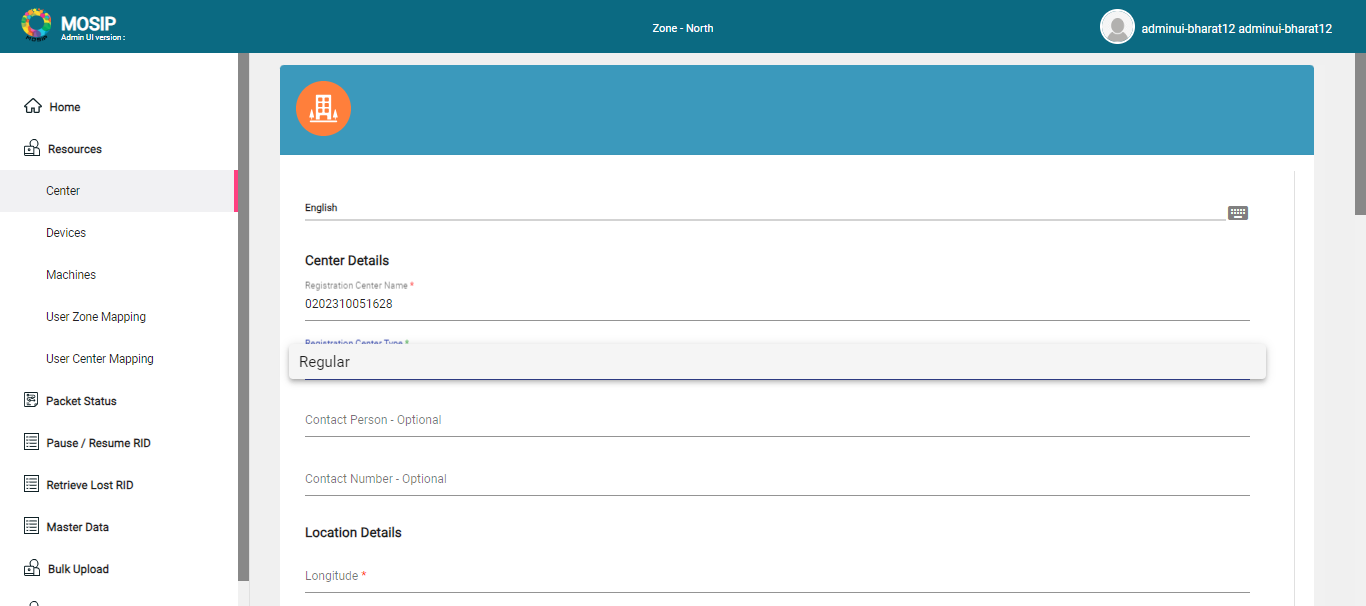 MOSIP
Admin UI version :
Zone - North
adminui-bharat12 adminui-bharat12
Home
Resources
Center
Devices
Machines
User Zone Mapping
User Center Mapping
Packet Status
Pause / Resume RID
Retrieve Lost RID
Master Data
Bulk Upload
English
Center Details
Registration Center Name *
0202310051628
Registration Center Type *
Regular
Contact Person - Optional
Contact Number - Optional
Location Details
Longitude *